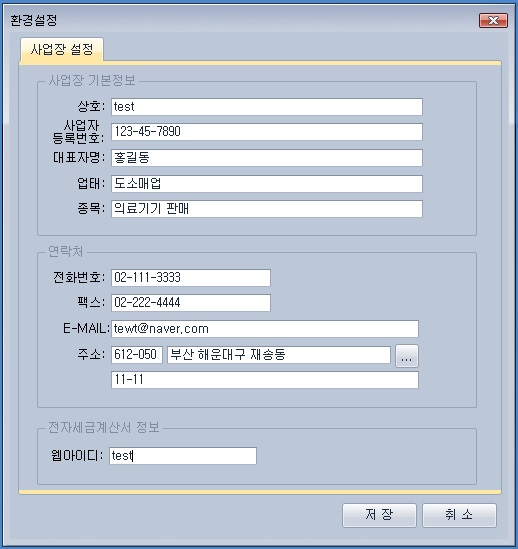 환경설정
사업장 설정
사업장 기본정보
상호: test
사업자
등록번호: 123-45-7890
대표자명: 홍길동
업태: 도소매업
종목: 의료기기 판매
연락처
전화번호: 02-111-3333
팩스: 02-222-4444
E-MAIL: tewt@naver.com
주소: 612-050 부산 해운대구 재송동 ...
11-11
전자세금계산서 정보
웹아이디: test
저 장 취 소